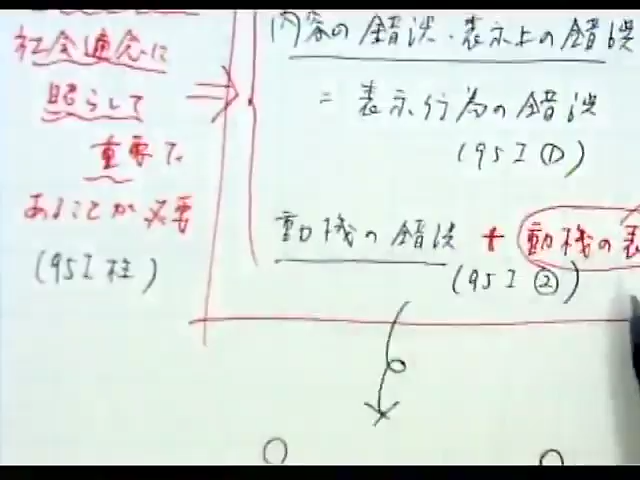 社会通念に
照らして
重要で
あることが必要
(95I柱)
内容の錯誤・表示上の錯誤
= 表示行為の錯誤
(95I①)
動機の錯誤 + 動機の表
(95I②)